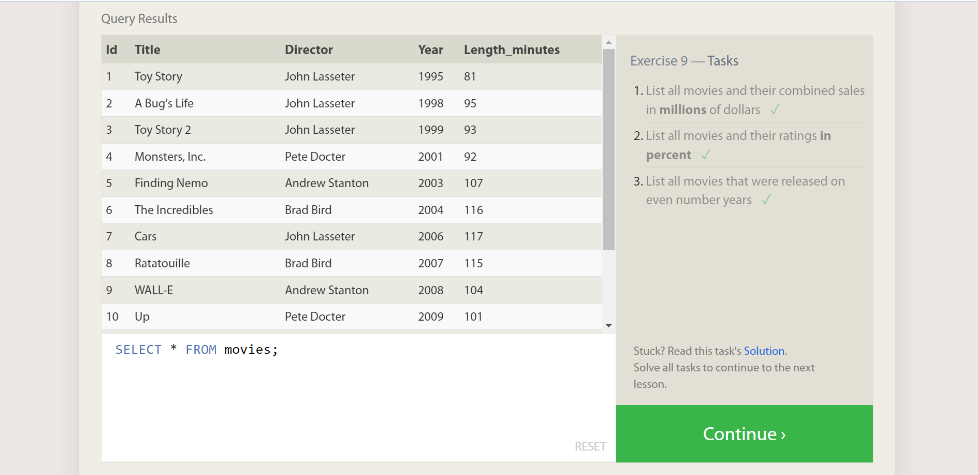 Query Results
Id Title Director Year Length_minutes
1 Toy Story John Lasseter 1995 81
2 A Bug's Life John Lasseter 1998 95
3 Toy Story 2 John Lasseter 1999 93
4 Monsters, Inc. Pete Docter 2001 92
5 Finding Nemo Andrew Stanton 2003 107
6 The Incredibles Brad Bird 2004 116
7 Cars John Lasseter 2006 117
8 Ratatouille Brad Bird 2007 115
9 WALL-E Andrew Stanton 2008 104
10 Up Pete Docter 2009 101
SELECT * FROM movies;
RESET
Exercise 9 — Tasks
1. List all movies and their combined sales
in millions of dollars ✓
2. List all movies and their ratings in
percent ✓
3. List all movies that were released on
even number years ✓
Stuck? Read this task's Solution.
Solve all tasks to continue to the next
lesson.
Continue ›